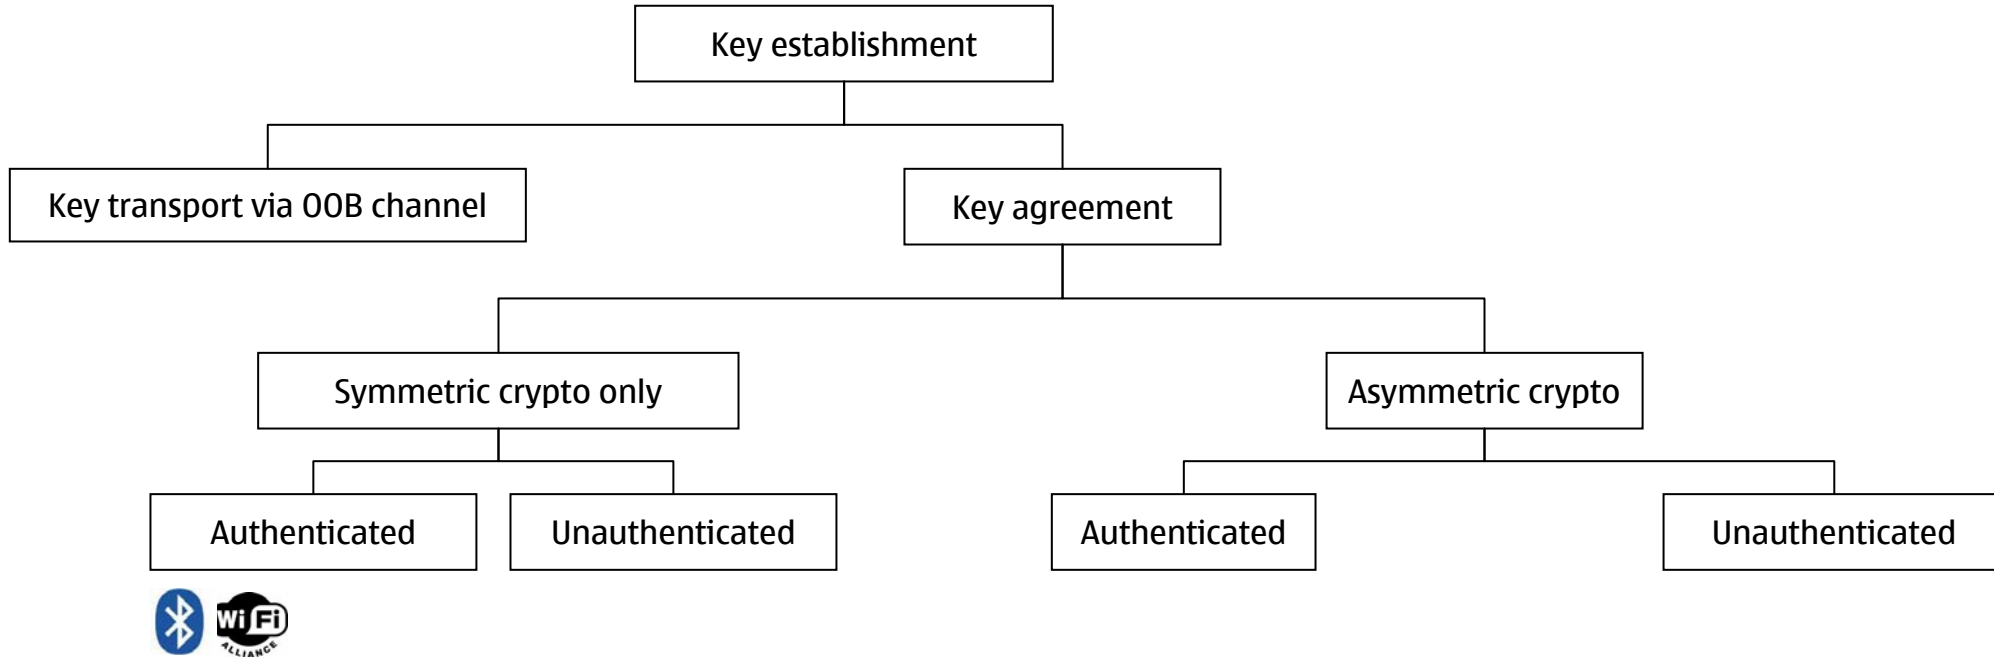 Key establishment
Key transport via OOB channel
Key agreement
Symmetric crypto only
Asymmetric crypto
Authenticated
Unauthenticated
Authenticated
Unauthenticated
Wi Fi
ALLIANCE